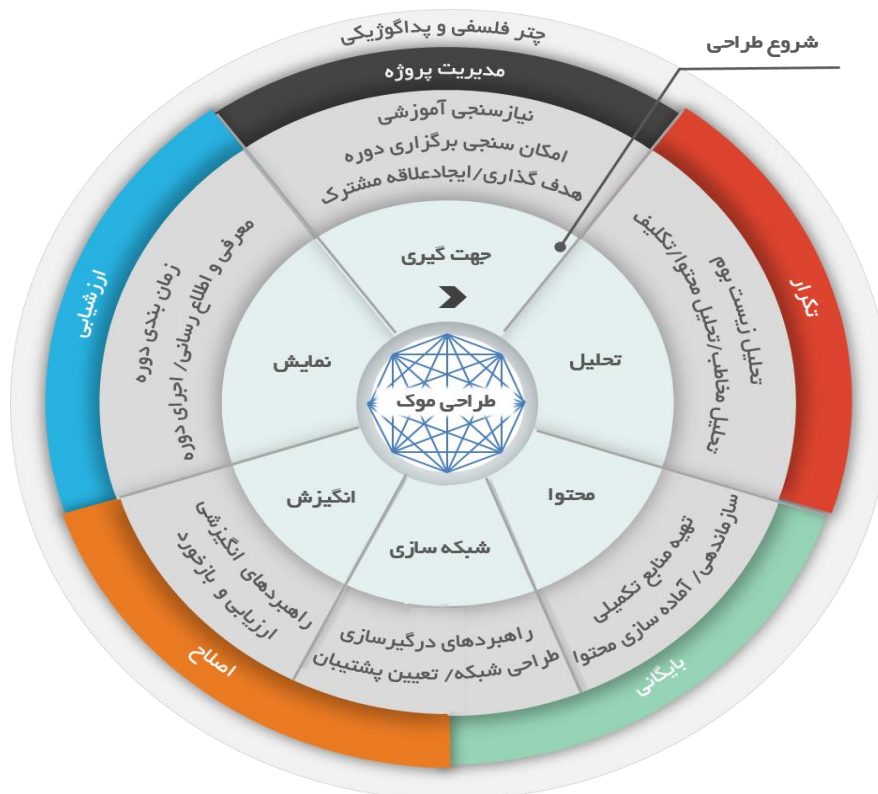 چتر فلسفی و پداگوژیکی
شروع طراحی
مدیریت پروژه
نیازسنجی آموزشی
امکان سنجی برگزاری دوره
هدف گذاری/ایجادعلاقه مشترک
جهت گیری
تکرار
تحلیل زیست بوم
تحلیل مخاطب/تحلیل محتوا/تکلیف
تحلیل
بایگانی
تهیه منابع تکمیلی
سازماندهی/ آماده سازی محتوا
محتوا
شبکه سازی
راهبردهای درگیرسازی
طراحی شبکه/ تعیین پشتیبان
اصلاح
راهبردهای انگیزشی
ارزیابی و بازخورد
انگیزش
ارزشیابی
زمان بندی دوره
معرفی و اطلاع رسانی/ اجرای دوره
نمایش
طراحی موک